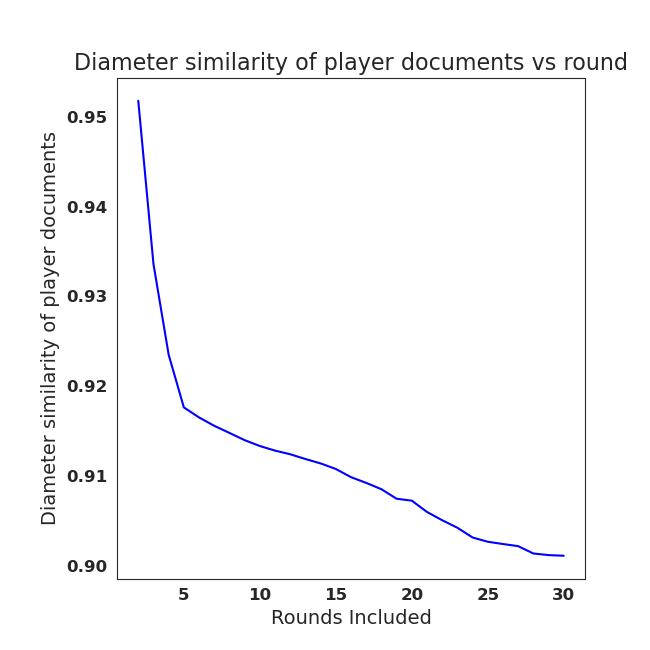 Diameter similarity of player documents vs round
Diameter similarity of player documents
0.95
0.94
0.93
0.92
0.91
0.90
5 10 15 20 25 30
Rounds Included